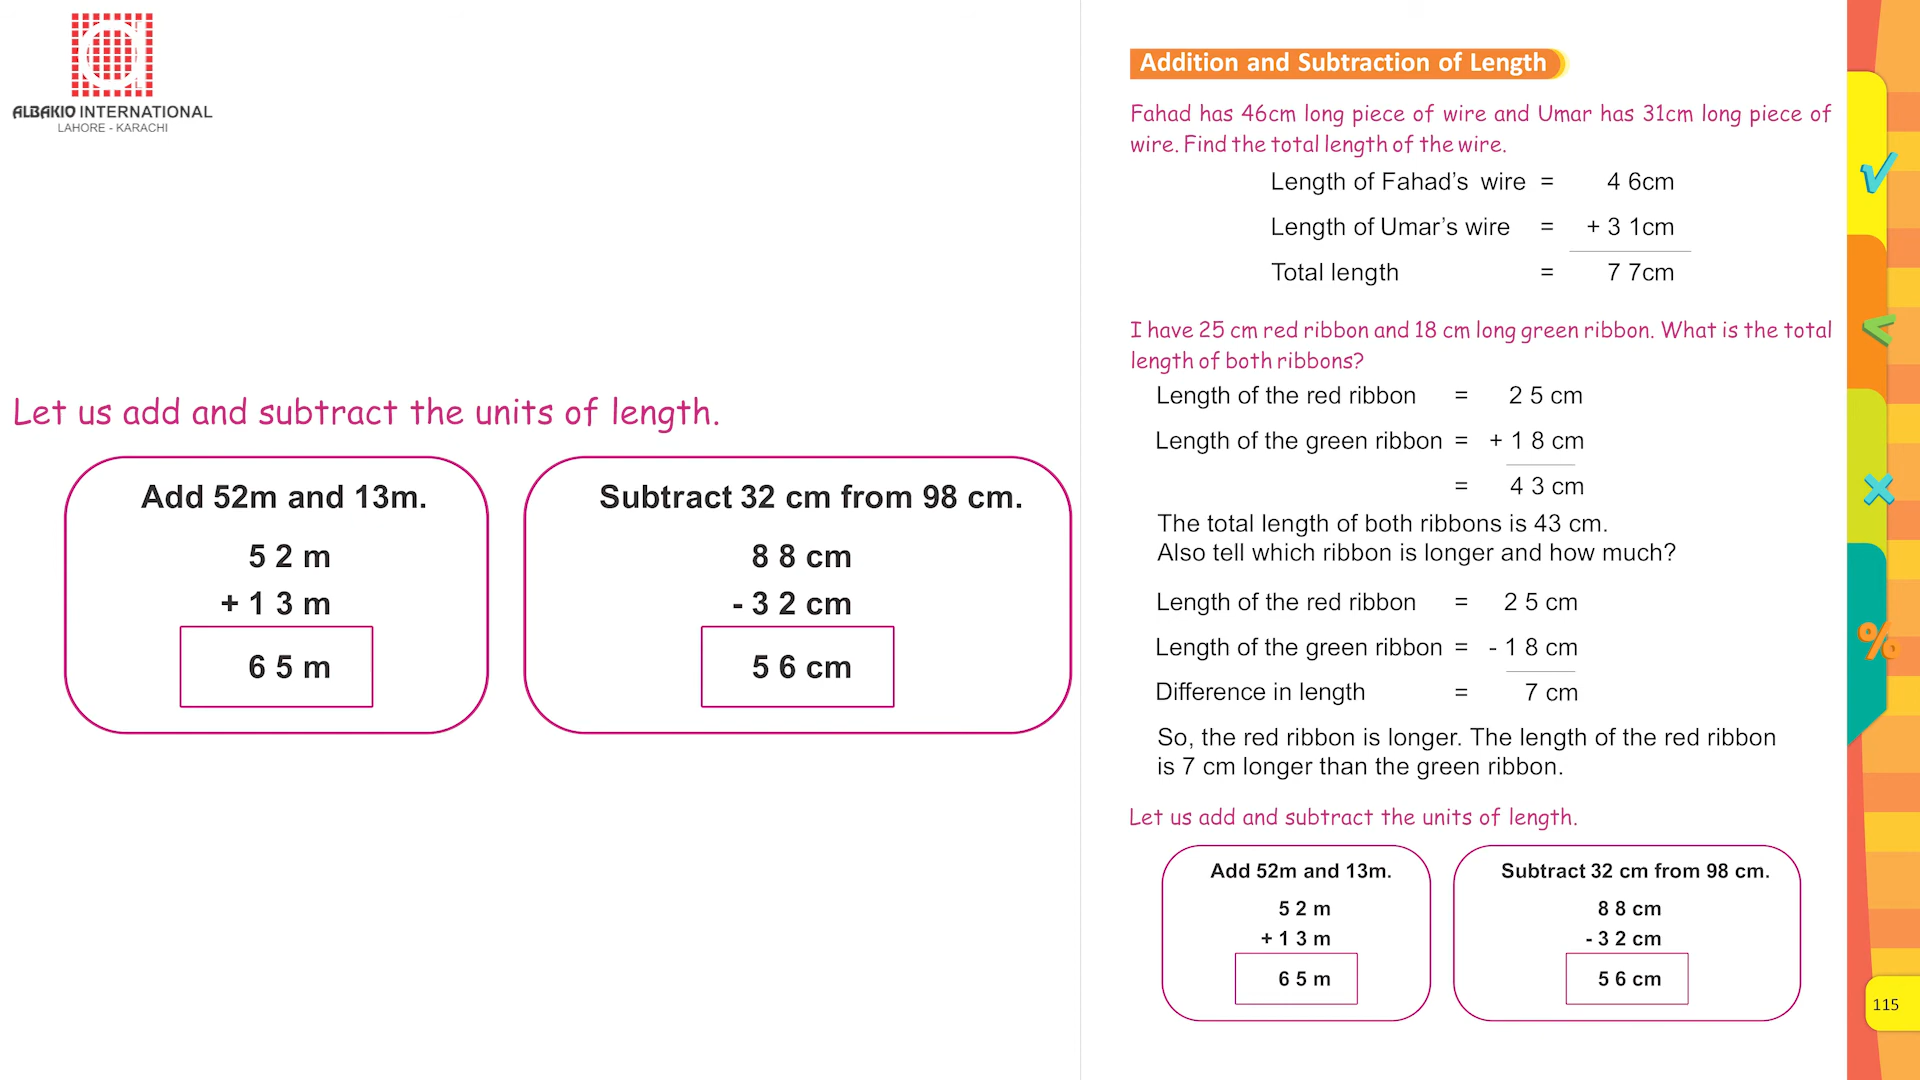 ALBAKIO INTERNATIONAL
LAHORE - KARACHI
Let us add and subtract the units of length.
Add 52m and 13m.
5 2 m
+ 1 3 m
6 5 m
Subtract 32 cm from 98 cm.
8 8 cm
- 3 2 cm
5 6 cm
Addition and Subtraction of Length
Fahad has 46cm long piece of wire and Umar has 31cm long piece of
wire. Find the total length of the wire.
Length of Fahad's wire = 4 6cm
Length of Umar's wire = + 3 1cm
Total length = 7 7cm
I have 25 cm red ribbon and 18 cm long green ribbon. What is the total
length of both ribbons?
Length of the red ribbon = 2 5 cm
Length of the green ribbon = + 1 8 cm
= 4 3 cm
The total length of both ribbons is 43 cm.
Also tell which ribbon is longer and how much?
Length of the red ribbon = 2 5 cm
Length of the green ribbon = - 1 8 cm
Difference in length = 7 cm
So, the red ribbon is longer. The length of the red ribbon
is 7 cm longer than the green ribbon.
Let us add and subtract the units of length.
Add 52m and 13m.
5 2 m
+ 1 3 m
6 5 m
Subtract 32 cm from 98 cm.
8 8 cm
- 3 2 cm
5 6 cm
√
<
×
%
115